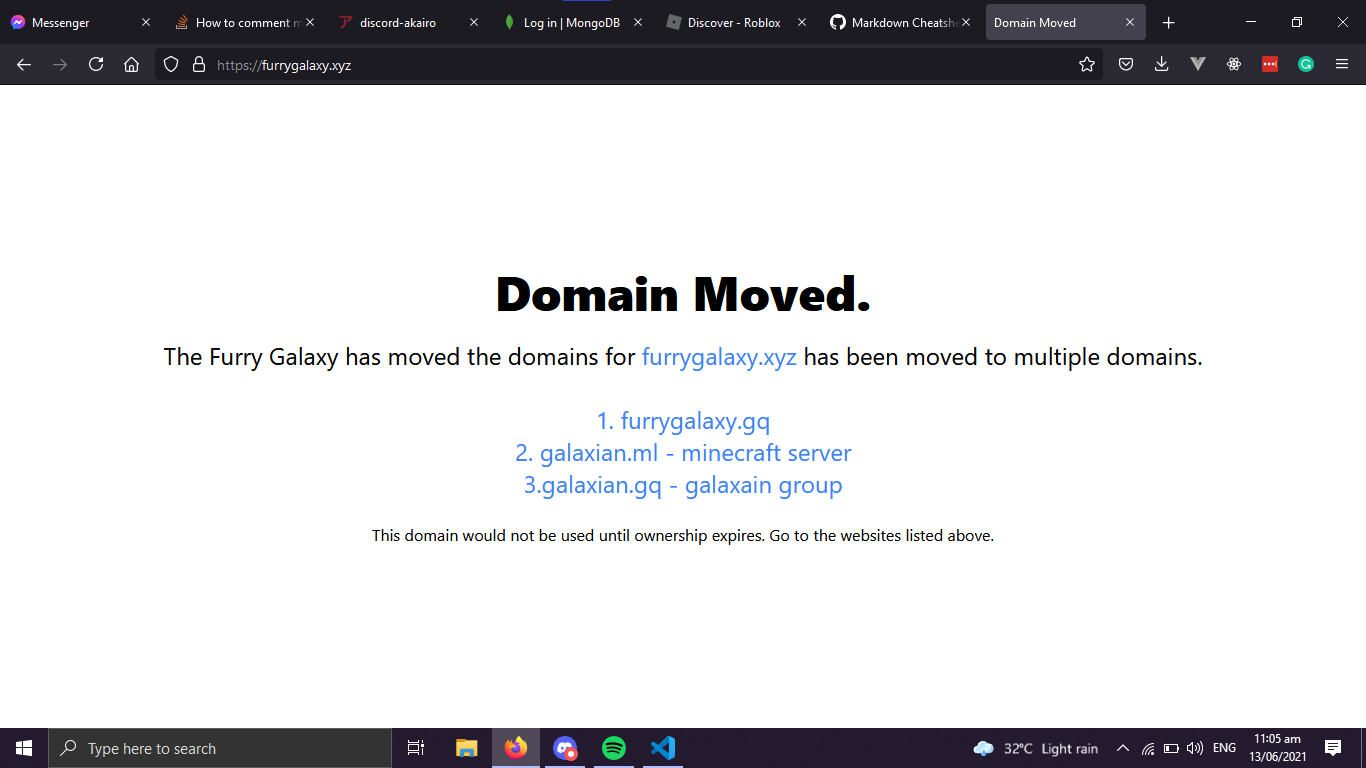 Messenger
How to comment m
discord-akairo
Log in | MongoDB
Discover - Roblox
Markdown Cheatshe
Domain Moved
https://furrygalaxy.xyz
Domain Moved.
The Furry Galaxy has moved the domains for furrygalaxy.xyz has been moved to multiple domains.
1. furrygalaxy.gq
2. galaxian.ml - minecraft server
3.galaxian.gq - galaxain group
This domain would not be used until ownership expires. Go to the websites listed above.
Type here to search
32°C Light rain
ENG
11:05 am
13/06/2021